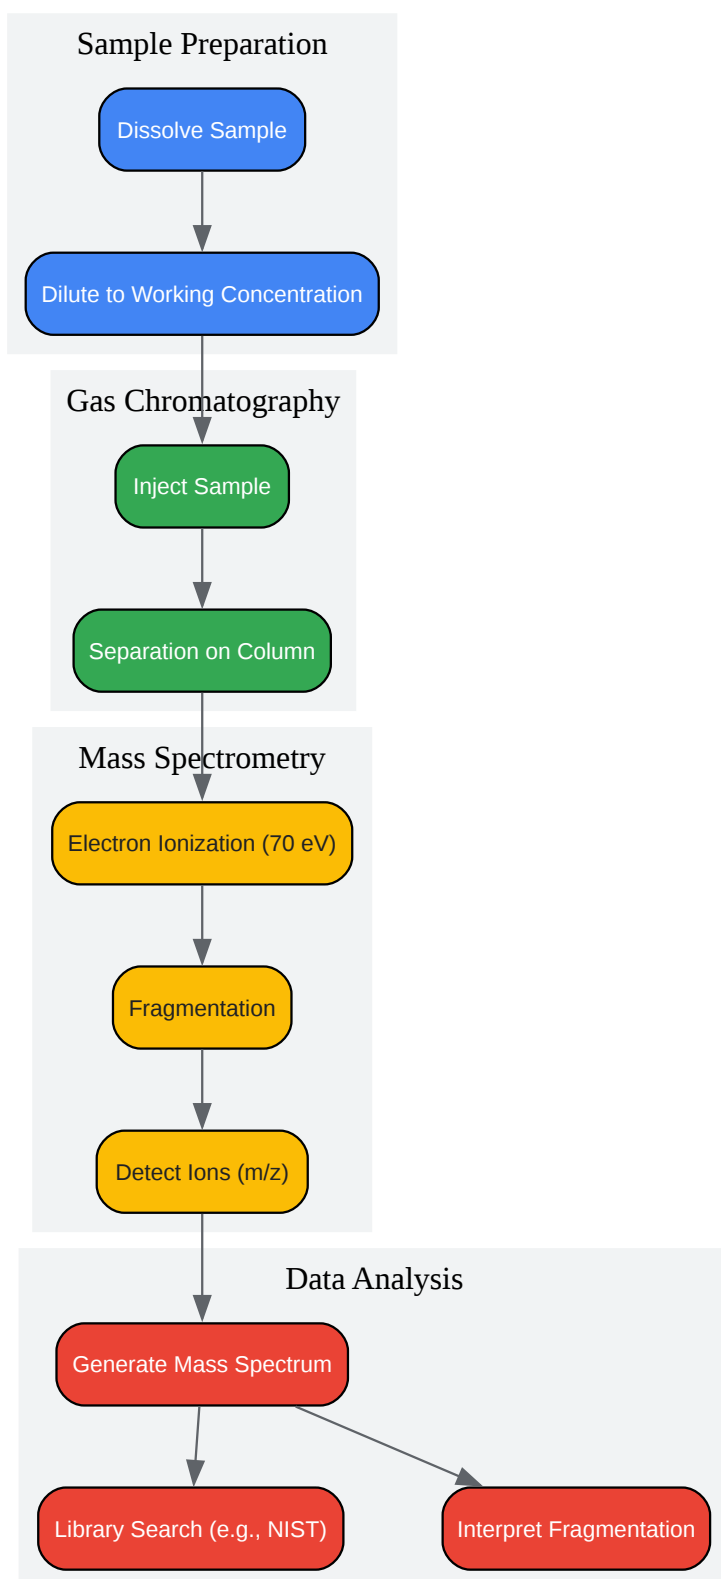 Sample Preparation
Dissolve Sample
Dilute to Working Concentration
Gas Chromatography
Inject Sample
Separation on Column
Mass Spectrometry
Electron Ionization (70 eV)
Fragmentation
Detect Ions (m/z)
Data Analysis
Generate Mass Spectrum
Library Search (e.g., NIST)
Interpret Fragmentation